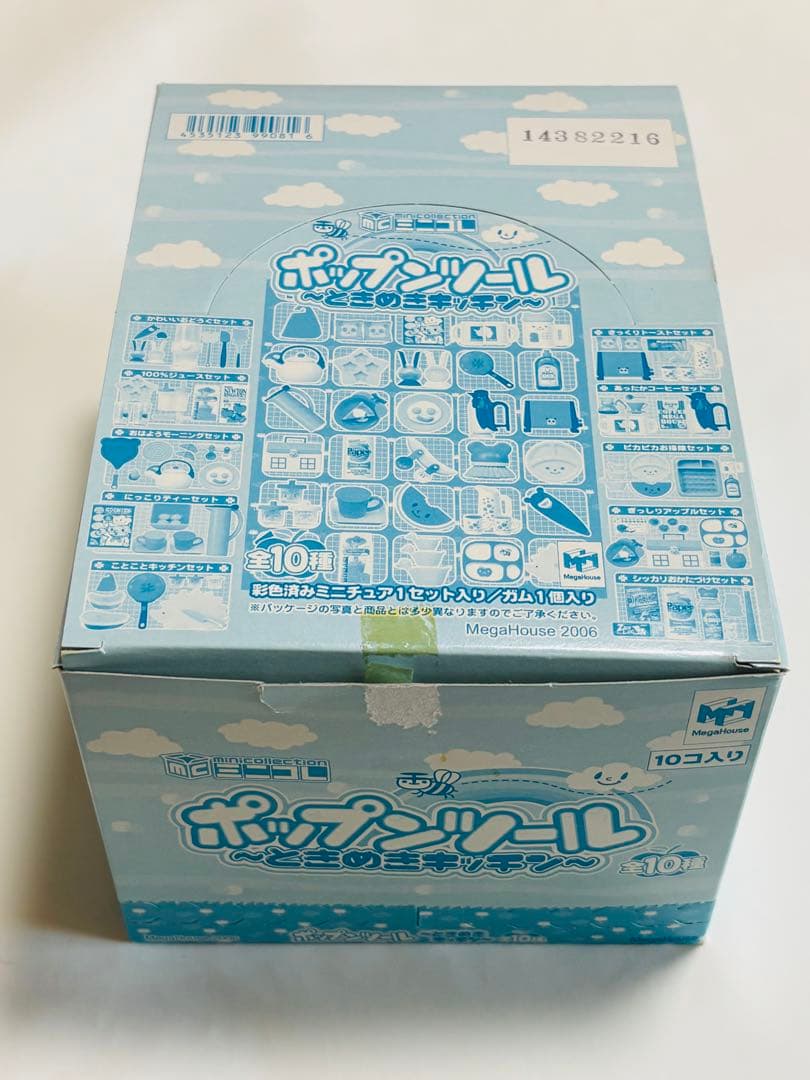 4535123 99081 6
14382216
minicollection
ミニコレ
ポップンツール
～ときめきキッチン～
かわいいおどうぐセット
100%ジュースセット
おはようモーニングセット
にっこりティーセット
ことことキッチンセット
さっくりトーストセット
あったかコーヒーセット
ピカピカお掃除セット
ぎっしりアップルセット
シッカリおかたづけセット
Paper
COFFEE
MEGA
HOUSE
全10種
MegaHouse
彩色済みミニチュア1セット入り/ガム1個入り
※パッケージの写真と商品とは多少異なりますのでご了承ください。
MegaHouse 2006
MegaHouse
10コ入り
minicollection
ミニコレ
ポップンツール
～ときめきキッチン～
全10種